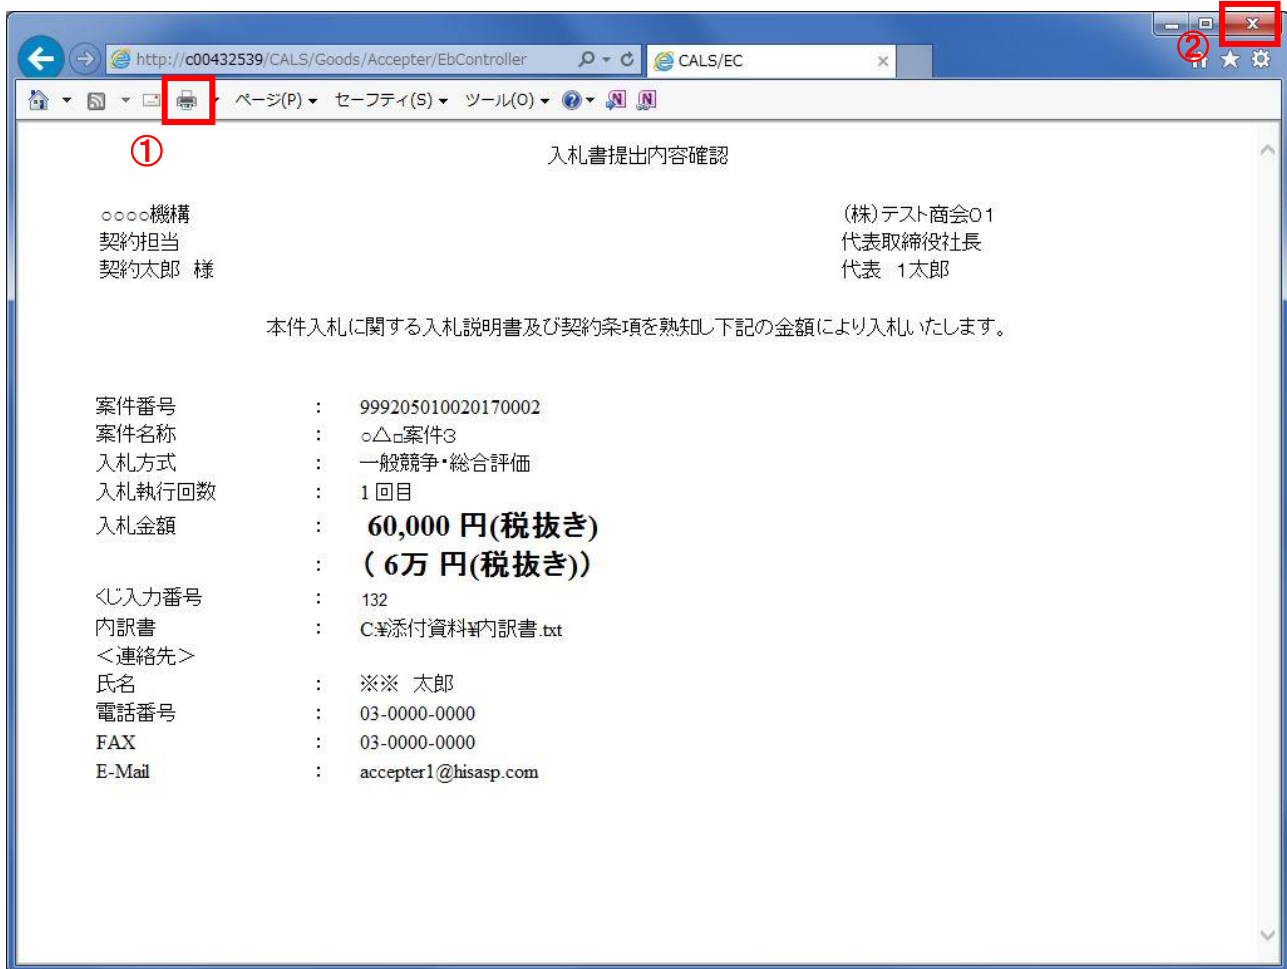 ②
http://c00432539/CALS/Goods/Accepter/EbController
CALS/EC
ページ(P) セーフティ(S) ツール(O)
①
入札書提出内容確認
○○○○機構
契約担当
契約太郎 様
(株)テスト商会01
代表取締役社長
代表 1太郎
本件入札に関する入札説明書及び契約条項を熟知し下記の金額により入札いたします。
案件番号 : 999205010020170002
案件名称 : ○△□案件3
入札方式 : 一般競争・総合評価
入札執行回数 : 1 回目
入札金額 : 60,000 円(税抜き)
: ( 6万 円(税抜き))
くじ入力番号 : 132
内訳書 : C:¥添付資料¥内訳書.txt
<連絡先>
氏名 : ※※ 太郎
電話番号 : 03-0000-0000
FAX : 03-0000-0000
E-Mail : accepter1@hisasp.com